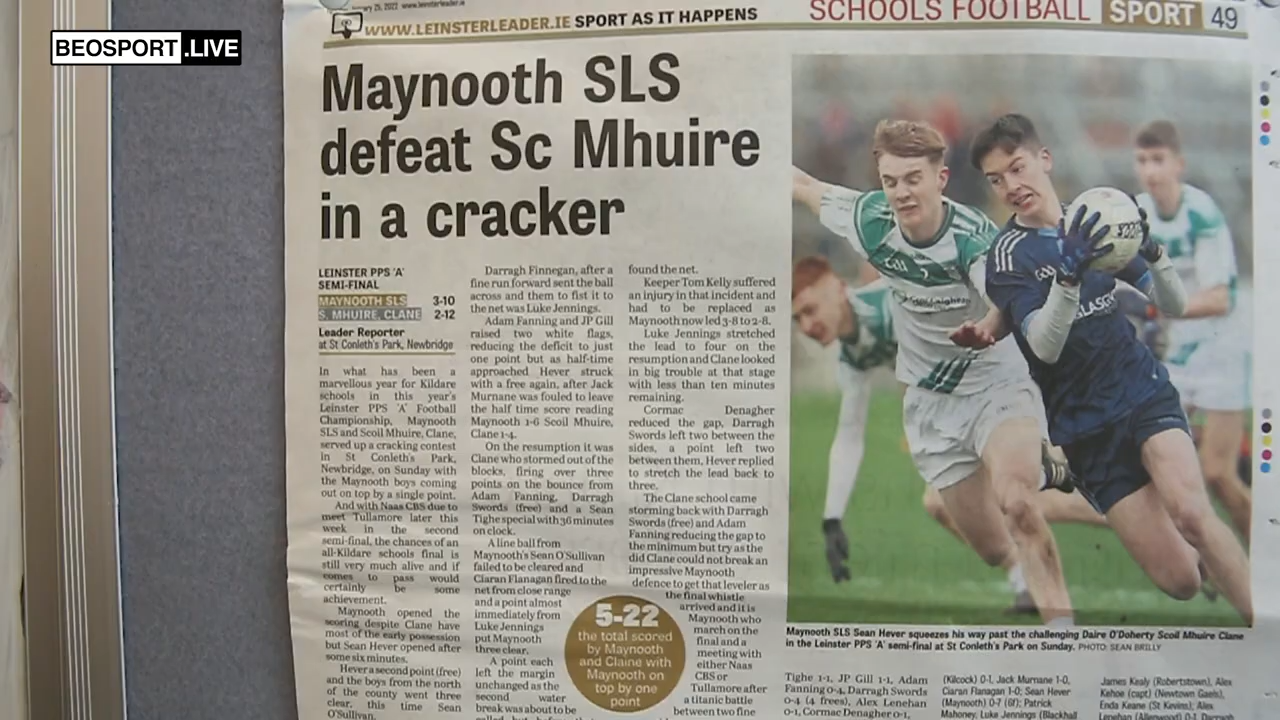 BEOSPORT.LIVE
January 25, 2022 www.leinsterleader.ie
WWW.LEINSTERLEADER.IE SPORT AS IT HAPPENS
SCHOOLS FOOTBALL SPORT 49
Maynooth SLS
defeat Sc Mhuire
in a cracker
LEINSTER PPS 'A'
SEMI-FINAL
MAYNOOTH SLS 3-10
S. MHUIRE, CLANE 2-12
Leader Reporter
at St Conleth's Park, Newbridge
In what has been a
marvellous year for Kildare
schools in this year's
Leinster PPS 'A' Football
Championship, Maynooth
SLS and Scoil Mhuire, Clane,
served up a cracking contest
in St Conleth's Park,
Newbridge, on Sunday with
the Maynooth boys coming
out on top by a single point.
And with Naas CBS due to
meet Tullamore later this
week in the second
semi-final, the chances of an
all-Kildare schools final is
still very much alive and if
comes to pass would
certainly be some
achievement.
Maynooth opened the
scoring despite Clane have
most of the early possession
but Sean Hever opened after
some six minutes.
Hever a second point (free)
and the boys from the north
of the county went three
clear, this time Sean
O'Sullivan.
Darragh Finnegan, after a
fine run forward sent the ball
across and them to fist it to
the net was Luke Jennings.
Adam Fanning and JP Gill
raised two white flags,
reducing the deficit to just
one point but as half-time
approached Hever struck
with a free again, after Jack
Murnane was fouled to leave
the half time score reading
Maynooth 1-6 Scoil Mhuire,
Clane 1-4.
On the resumption it was
Clane who stormed out of the
blocks, firing over three
points on the bounce from
Adam Fanning, Darragh
Swords (free) and a Sean
Tighe special with 36 minutes
on clock.
A line ball from
Maynooth's Sean O'Sullivan
failed to be cleared and
Ciaran Flanagan fired to the
net from close range
and a point almost
immediately from
Luke Jennings
put Maynooth
three clear.
A point each
left the margin
unchanged as the
second water
break was about to be
found the net.
Keeper Tom Kelly suffered
an injury in that incident and
had to be replaced as
Maynooth now led 3-8 to 2-8.
Luke Jennings stretched
the lead to four on the
resumption and Clane looked
in big trouble at that stage
with less than ten minutes
remaining.
Cormac Denagher
reduced the gap, Darragh
Swords left two between the
sides, a point left two
between them, Hever replied
to stretch the lead back to
three.
The Clane school came
storming back with Darragh
Swords (free) and Adam
Fanning reducing the gap to
the minimum but try as the
did Clane could not break an
impressive Maynooth
defence to get that leveler as
the final whistle
arrived and it is
Maynooth who
march on the
final and a
meeting with
either Naas
CBS or
Tullamore after
a titanic battle
between two fine
5-22
the total scored
by Maynooth
and Claine with
Maynooth on
top by one
point
Maynooth SLS Sean Hever squeezes his way past the challenging Daire O'Doherty Scoil Mhuire Clane
in the Leinster PPS 'A' semi-final at St Conleth's Park on Sunday. PHOTO: SEAN BRILLY
Tighe 1-1, JP Gill 1-1, Adam
Fanning 0-4, Darragh Swords
0-4 (4 frees), Alex Lenehan
0-1, Cormac Denagher 0-1,
(Kilcock) 0-1, Jack Murnane 1-0,
Ciaran Flanagan 1-0; Sean Hever
(Maynooth) 0-7 (6f); Patrick
Mahoney, Luke Jennings (Blackhall
James Kealy (Robertstown), Alex
Kehoe (capt) (Newtown Gaels),
Enda Keane (St Kevins), Alex